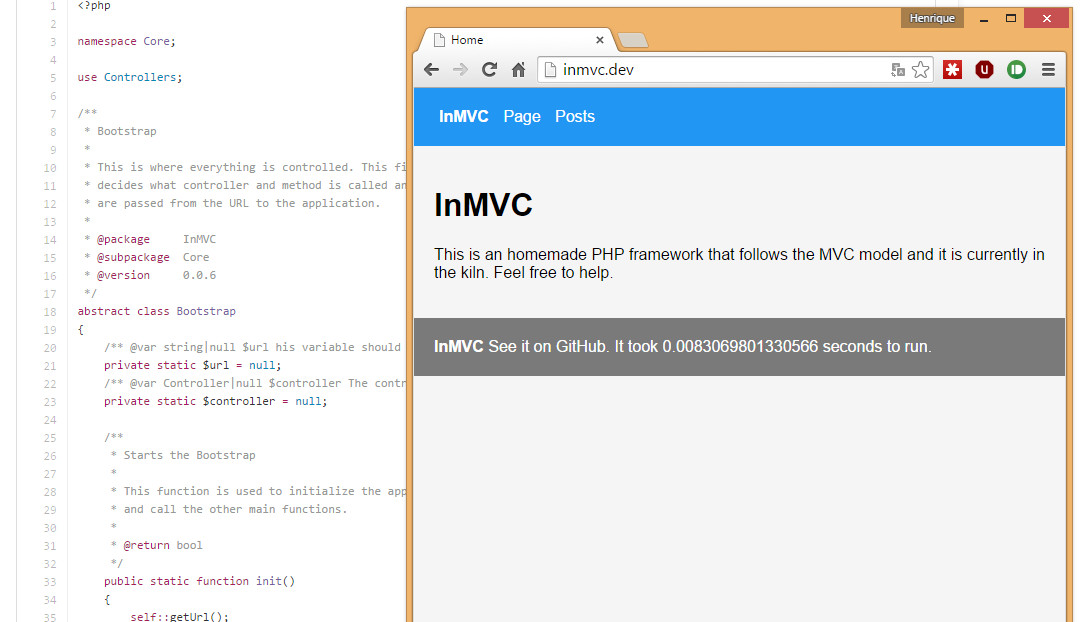 1 <?php
2
3 namespace Core;
4
5 use Controllers;
6
7 /**
8 * Bootstrap
9 *
10 * This is where everything is controlled. This fi
11 * decides what controller and method is called an
12 * are passed from the URL to the application.
13 *
14 * @package InMVC
15 * @subpackage Core
16 * @version 0.0.6
17 */
18 abstract class Bootstrap
19 {
20 /** @var string|null $url his variable should
21 private static $url = null;
22 /** @var Controller|null $controller The contr
23 private static $controller = null;
24
25 /**
26 * Starts the Bootstrap
27 *
28 * This function is used to initialize the app
29 * and call the other main functions.
30 *
31 * @return bool
32 */
33 public static function init()
34 {
35 self::getUrl();
Henrique
Home
inmvc.dev
InMVC Page Posts
InMVC
This is an homemade PHP framework that follows the MVC model and it is currently in
the kiln. Feel free to help.
InMVC See it on GitHub. It took 0.0083069801330566 seconds to run.